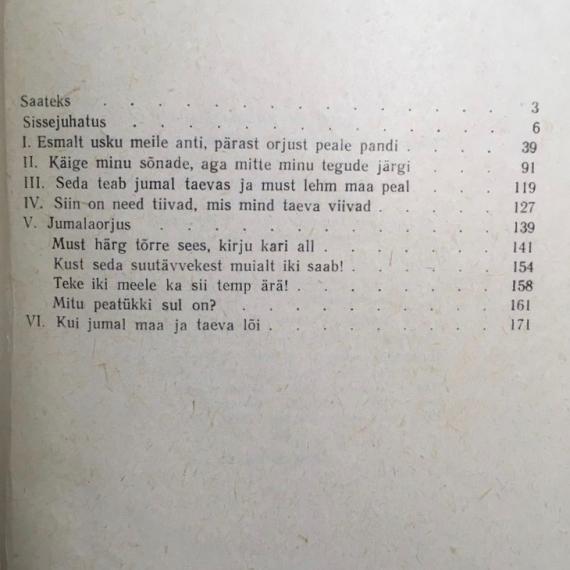 Saateks . . . . . . . . . . . . . . . 3
Sissejuhatus . . . . . . . . . . . . . 6
I. Esmalt usku meile anti, pärast orjust peale pandi . . . . 39
II. Käige minu sõnade, aga mitte minu tegude järgi . . . . 91
III. Seda teab jumal taevas ja must lehm maa peal . . . . 119
IV. Siin on need tiivad, mis mind taeva viivad . . . . . 127
V. Jumalaorjus . . . . . . . . . . . . . 139
Must härg tõrre sees, kirju kari all . . . . . . . 141
Kust seda suutävvekest muialt iki saab! . . . . . . 154
Teke iki meele ka sii temp ärä! . . . . . . . . 158
Mitu peatükki sul on? . . . . . . . . . . 161
VI. Kui jumal maa ja taeva lõi . . . . . . . . . 171